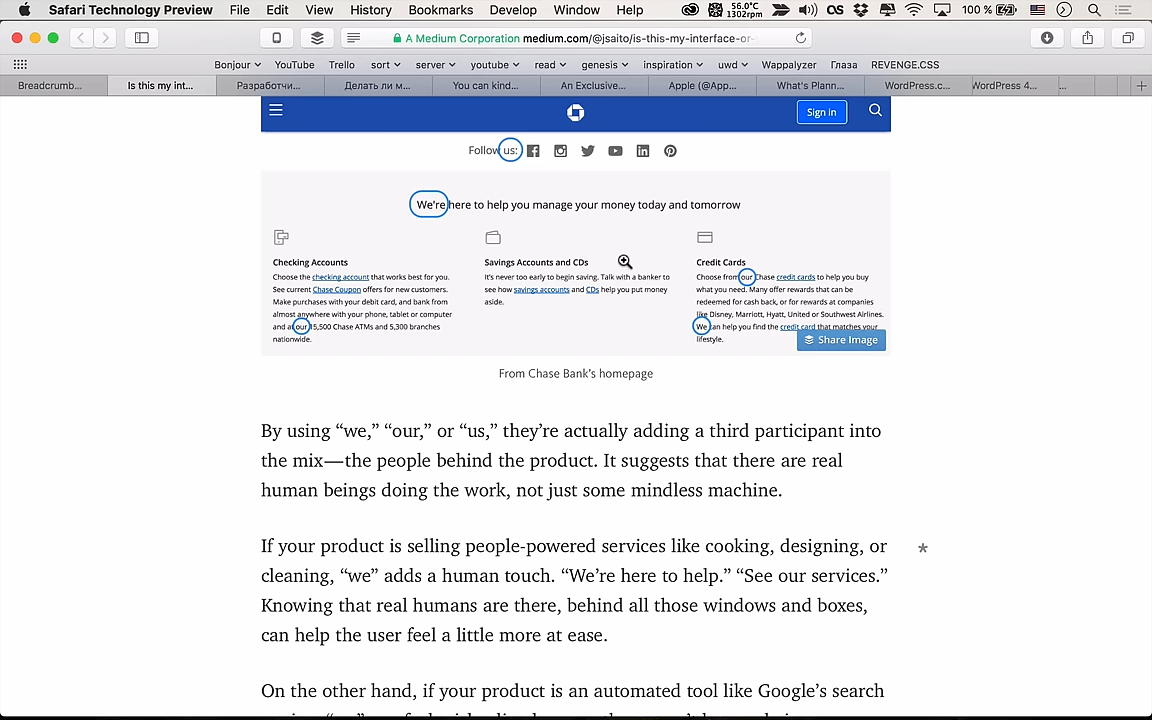 Safari Technology Preview File Edit View History Bookmarks Develop Window Help 56.0°C 1302rpm 100 %
A Medium Corporation medium.com/@jsaito/is-this-my-interface-or-
Bonjour YouTube Trello sort server youtube read genesis inspiration uwd Wappalyzer Глаза REVENGE.CSS
Breadcrumb... Is this my int... Разработчи... Делать ли м... You can kind... An Exclusive... Apple (@App... What's Plann... WordPress.c... WordPress 4... ...
Sign in
Follow us:
We're here to help you manage your money today and tomorrow
Checking Accounts
Choose the checking account that works best for you.
See current Chase Coupon offers for new customers.
Make purchases with your debit card, and bank from
almost anywhere with your phone, tablet or computer
and at our 15,500 Chase ATMs and 5,300 branches
nationwide.
Savings Accounts and CDs
It's never too early to begin saving. Talk with a banker to
see how savings accounts and CDs help you put money
aside.
Credit Cards
Choose from our Chase credit cards to help you buy
what you need. Many offer rewards that can be
redeemed for cash back, or for rewards at companies
like Disney, Marriott, Hyatt, United or Southwest Airlines.
We can help you find the credit card that matches your
lifestyle.
Share Image
From Chase Bank's homepage
By using “we,” “our,” or “us,” they’re actually adding a third participant into
the mix—the people behind the product. It suggests that there are real
human beings doing the work, not just some mindless machine.
If your product is selling people-powered services like cooking, designing, or
cleaning, “we” adds a human touch. “We’re here to help.” “See our services.”
Knowing that real humans are there, behind all those windows and boxes,
can help the user feel a little more at ease.
*
On the other hand, if your product is an automated tool like Google’s search